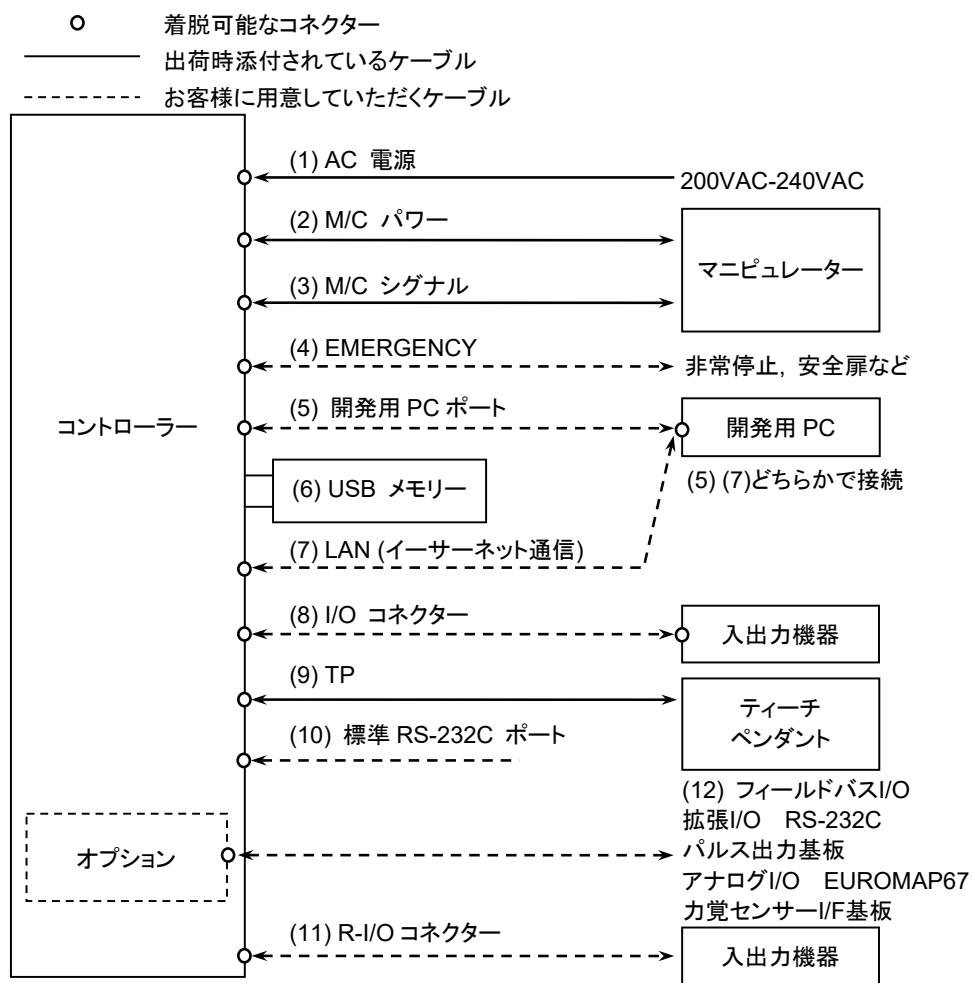 着脱可能なコネクター
出荷時添付されているケーブル
お客様に用意していただくケーブル
(1) AC 電源
200VAC-240VAC
(2) M/C パワー
マニピュレーター
(3) M/C シグナル
(4) EMERGENCY
非常停止, 安全扉など
コントローラー
(5) 開発用 PC ポート
開発用 PC
(5) (7)どちらかで接続
(6) USB メモリー
(7) LAN (イーサーネット通信)
(8) I/O コネクター
入出力機器
(9) TP
ティーチ
ペンダント
(10) 標準 RS-232C ポート
(12) フィールドバスI/O
拡張I/O RS-232C
パルス出力基板
アナログI/O EUROMAP67
力覚センサーI/F基板
オプション
(11) R-I/O コネクター
入出力機器